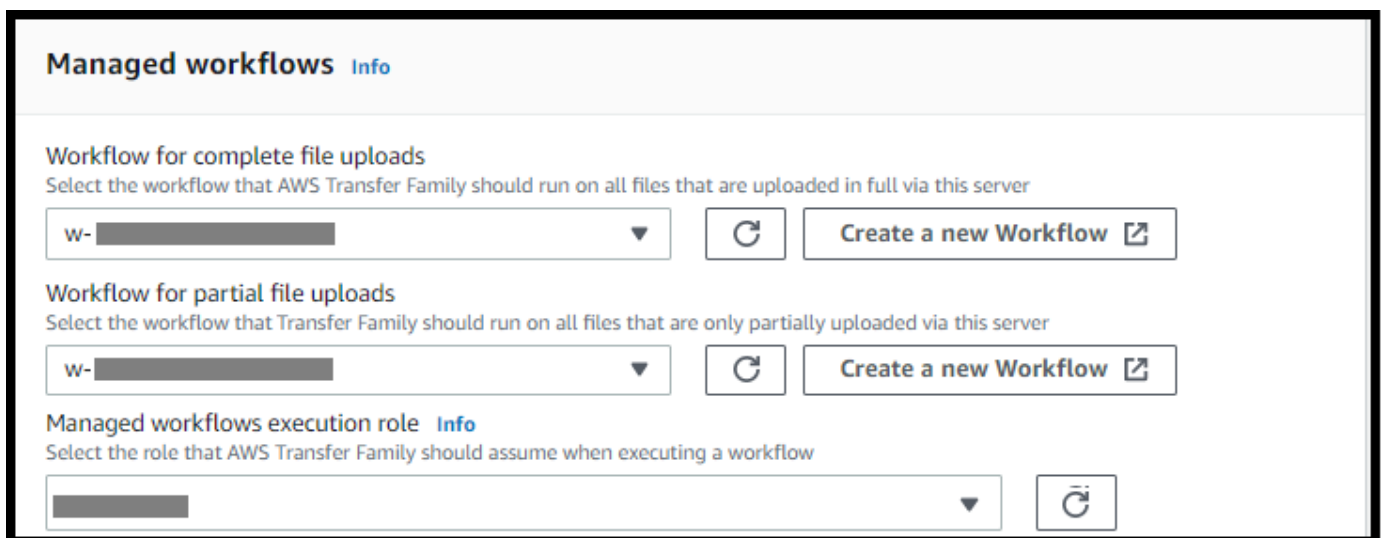 Managed workflows Info
Workflow for complete file uploads
Select the workflow that AWS Transfer Family should run on all files that are uploaded in full via this server
w-
Create a new Workflow
Workflow for partial file uploads
Select the workflow that Transfer Family should run on all files that are only partially uploaded via this server
w-
Create a new Workflow
Managed workflows execution role Info
Select the role that AWS Transfer Family should assume when executing a workflow